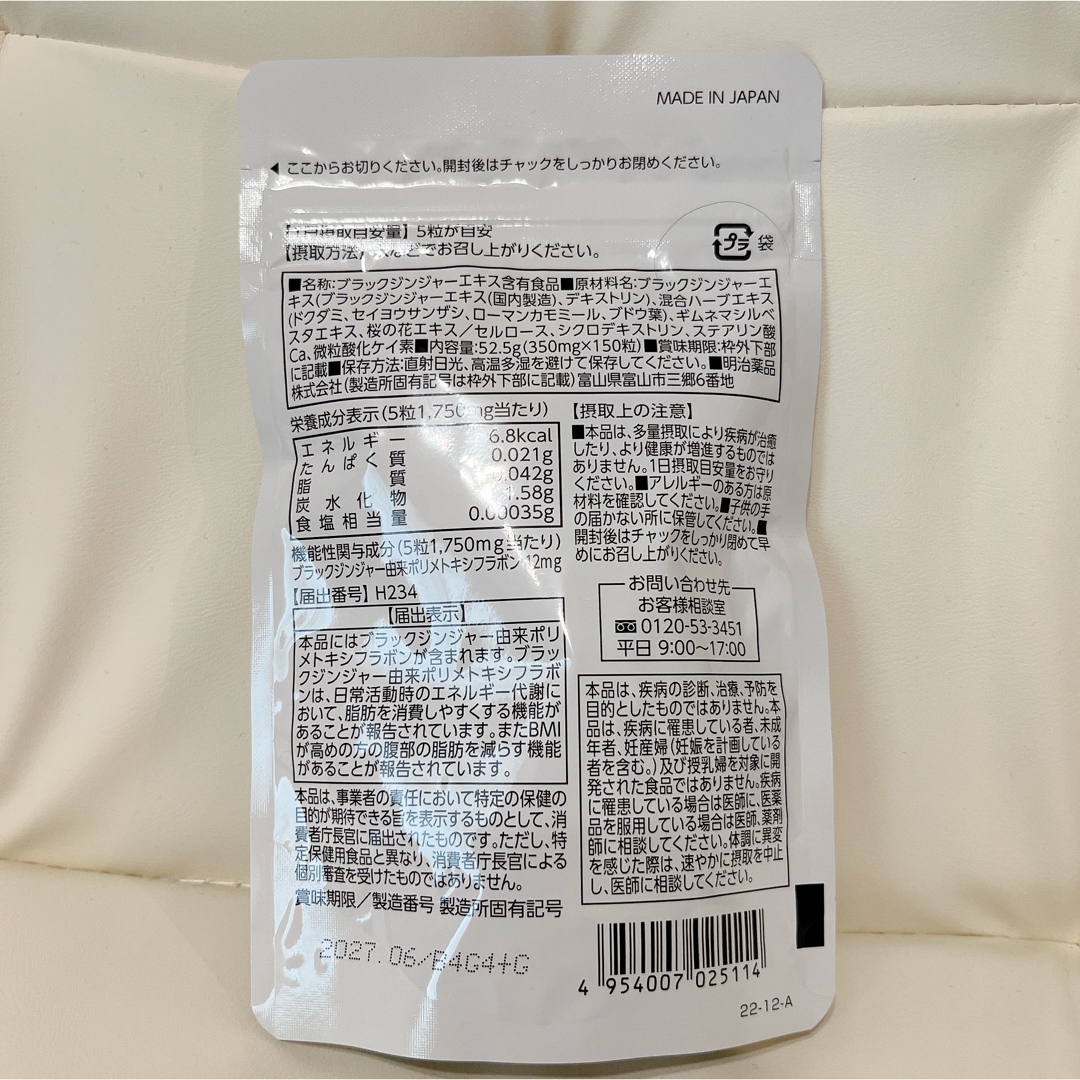 MADE IN JAPAN
◀ ここからお切りください。開封後はチャックをしっかりお閉めください。
【1日摂取目安量】 5粒が目安
【摂取方法】 などでお召し上がりください。
プラ 袋
■名称:ブラックジンジャーエキス含有食品■原材料名:ブラックジンジャーエ
キス(ブラックジンジャーエキス(国内製造)、デキストリン)、混合ハーブエキス
(ドクダミ、セイヨウサンザシ、ローマンカモミール、ブドウ葉)、ギムネマシルベ
スタエキス、桜の花エキス/セルロース、シクロデキストリン、ステアリン酸
Ca、微粒酸化ケイ素■内容量:52.5g(350mg×150粒)■賞味期限:枠外下部
に記載■保存方法:直射日光、高温多湿を避けて保存してください。■明治薬品
株式会社(製造所固有記号は枠外下部に記載)富山県富山市三郷6番地
栄養成分表示(5粒1,750mg当たり)
エネルギー 6.8kcal
たんぱく質 0.021g
脂質 0.042g
炭水化物 1.58g
食塩相当量 0.00035g
機能性関与成分(5粒1,750mg当たり)
ブラックジンジャー由来ポリメトキシフラボン 12mg
【届出番号】 H234
【届出表示】
本品にはブラックジンジャー由来ポリ
メトキシフラボンが含まれます。ブラッ
クジンジャー由来ポリメトキシフラボ
ンは、日常活動時のエネルギー代謝に
おいて、脂肪を消費しやすくする機能が
あることが報告されています。またBMI
が高めの方の腹部の脂肪を減らす機能
があることが報告されています。
本品は、事業者の責任において特定の保健の
目的が期待できる旨を表示するものとして、消
費者庁長官に届出されたものです。ただし、特
定保健用食品と異なり、消費者庁長官による
個別審査を受けたものではありません。
賞味期限/製造番号 製造所固有記号
2027.06/B4G4+G
【摂取上の注意】
■本品は、多量摂取により疾病が治癒
したり、より健康が増進するものでは
ありません。1日摂取目安量をお守り
ください。■アレルギーのある方は原
材料を確認してください。■子供の手
の届かない所に保管してください。■
開封後はチャックをしっかり閉めて早
めにお召し上がりください。
お問い合わせ先
お客様相談室
0120-53-3451
平日 9:00〜17:00
本品は、疾病の診断、治療、予防を
目的としたものではありません。本
品は、疾病に罹患している者、未成
年者、妊産婦(妊娠を計画している
者を含む。)及び授乳婦を対象に開
発された食品ではありません。疾病
に罹患している場合は医師に、医薬
品を服用している場合は医師、薬剤
師に相談してください。体調に異変
を感じた際は、速やかに摂取を中止
し、医師に相談してください。
4 954007 025114
22-12-A